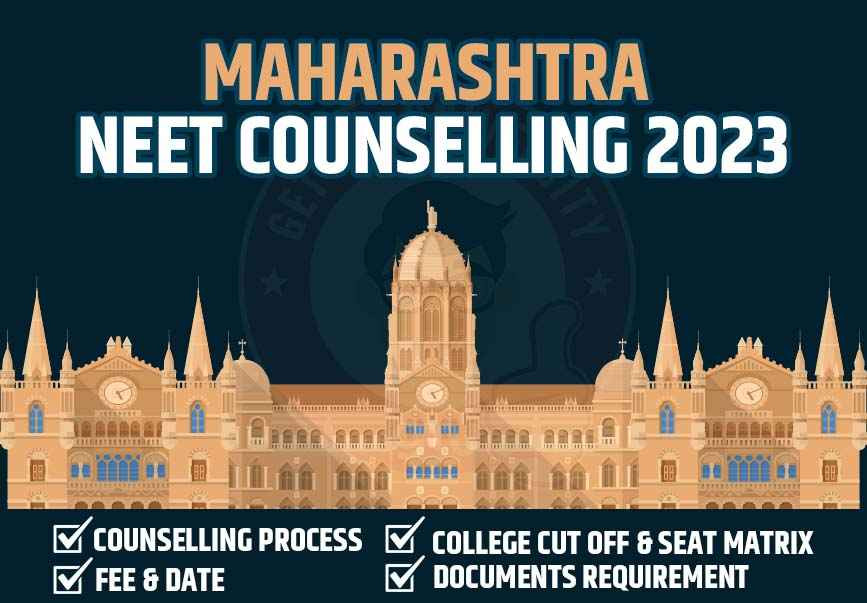 MAHARASHTRA
NEET COUNSELLING 2023
COUNSELLING PROCESS
COLLEGE CUT OFF & SEAT MATRIX
FEE & DATE
DOCUMENTS REQUIREMENT